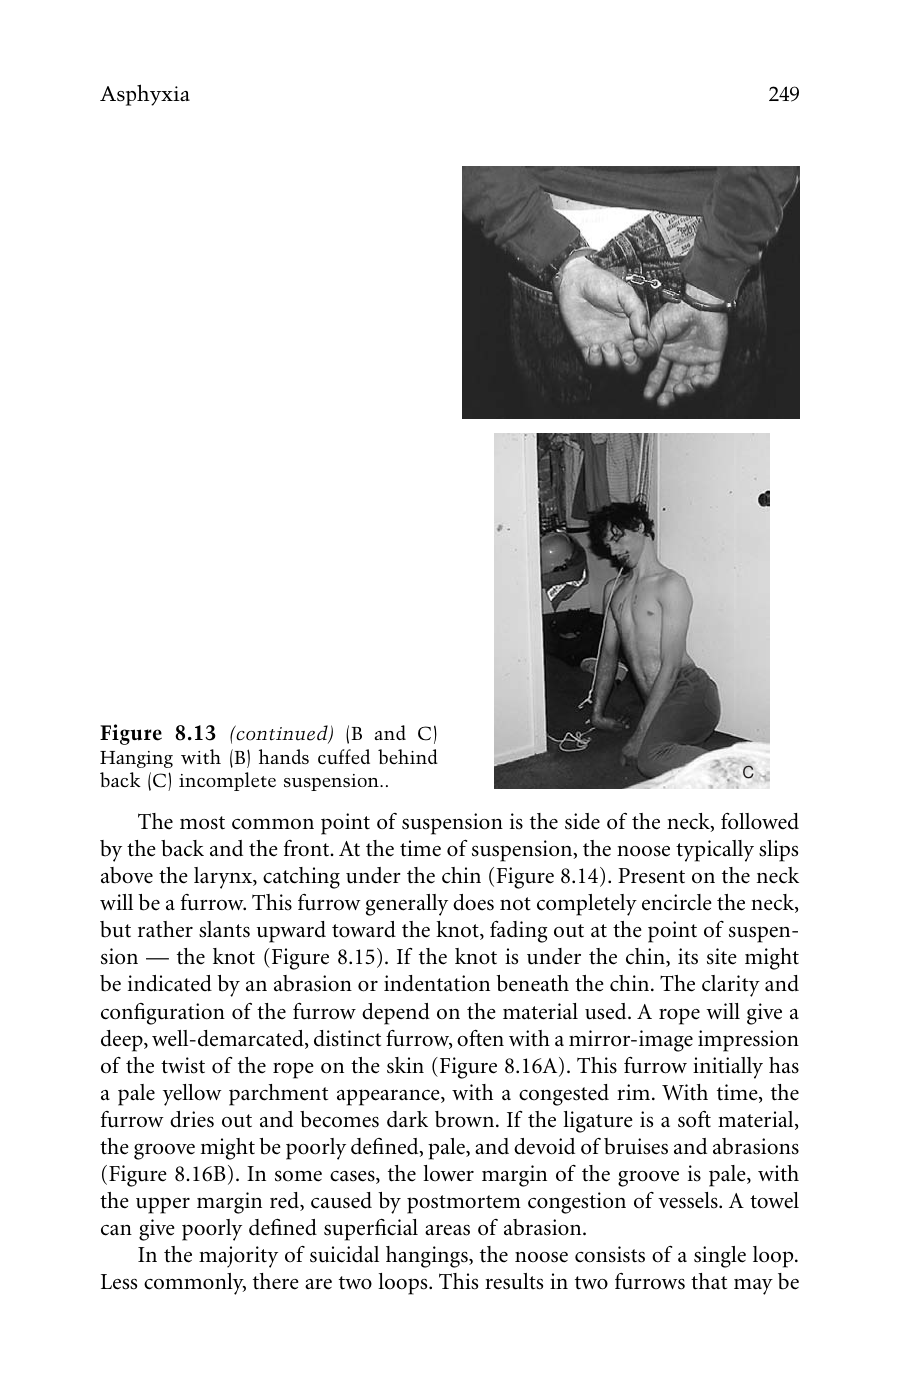 Asphyxia 249
C
Figure 8.13 (continued) (B and C)
Hanging with (B) hands cuffed behind
back (C) incomplete suspension..
The most common point of suspension is the side of the neck, followed
by the back and the front. At the time of suspension, the noose typically slips
above the larynx, catching under the chin (Figure 8.14). Present on the neck
will be a furrow. This furrow generally does not completely encircle the neck,
but rather slants upward toward the knot, fading out at the point of suspen-
sion — the knot (Figure 8.15). If the knot is under the chin, its site might
be indicated by an abrasion or indentation beneath the chin. The clarity and
configuration of the furrow depend on the material used. A rope will give a
deep, well-demarcated, distinct furrow, often with a mirror-image impression
of the twist of the rope on the skin (Figure 8.16A). This furrow initially has
a pale yellow parchment appearance, with a congested rim. With time, the
furrow dries out and becomes dark brown. If the ligature is a soft material,
the groove might be poorly defined, pale, and devoid of bruises and abrasions
(Figure 8.16B). In some cases, the lower margin of the groove is pale, with
the upper margin red, caused by postmortem congestion of vessels. A towel
can give poorly defined superficial areas of abrasion.
In the majority of suicidal hangings, the noose consists of a single loop.
Less commonly, there are two loops. This results in two furrows that may be